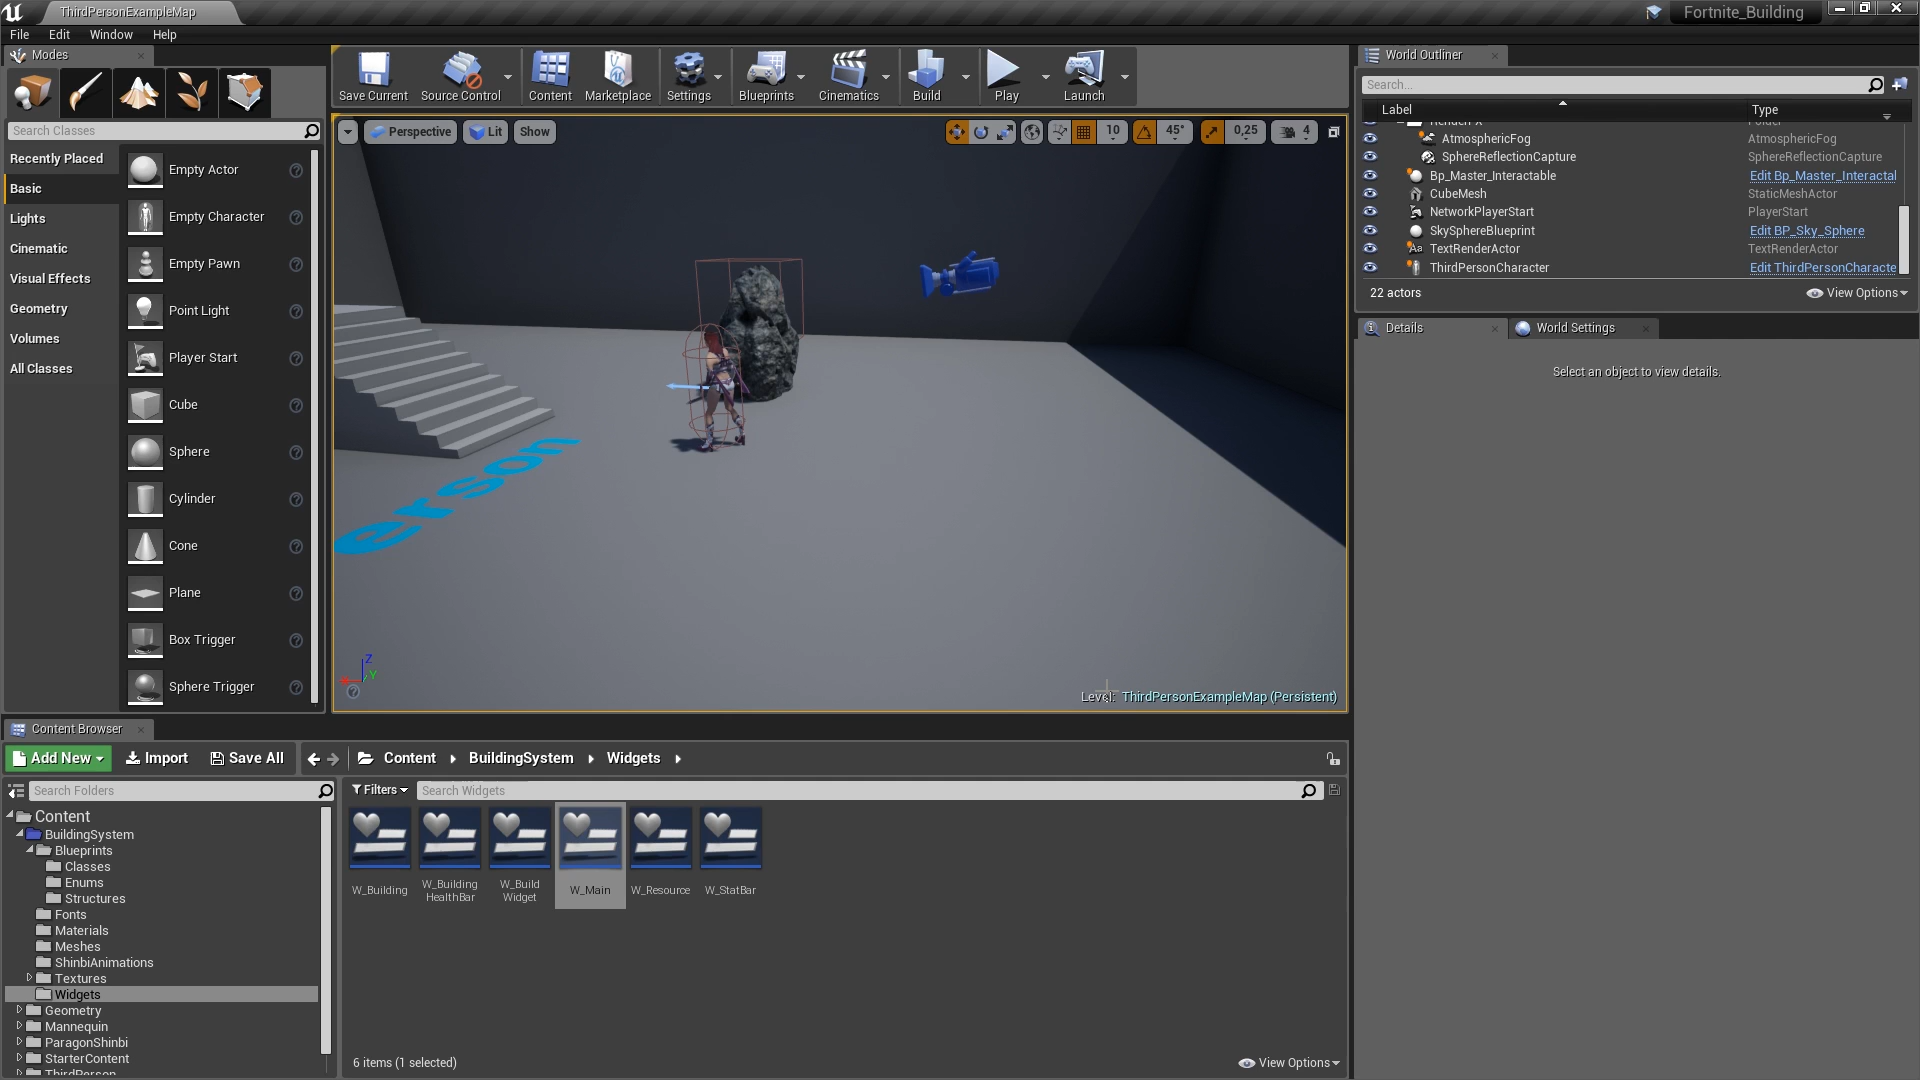 ThirdPersonExampleMap
Fortnite_Building
File Edit Window Help
Modes
Search Classes
Recently Placed
Basic
Lights
Cinematic
Visual Effects
Geometry
Volumes
All Classes
Empty Actor
Empty Character
Empty Pawn
Point Light
Player Start
Cube
Sphere
Cylinder
Cone
Plane
Box Trigger
Sphere Trigger
Save Current Source Control Content Marketplace Settings Blueprints Cinematics Build Play Launch
Perspective Lit Show 10 45° 0,25 4
erson
Z
Y
Level: ThirdPersonExampleMap (Persistent)
World Outliner
Search...
Label Type
AtmosphericFog AtmosphericFog
SphereReflectionCapture SphereReflectionCapture
Bp_Master_Interactable Edit Bp_Master_Interactal
CubeMesh StaticMeshActor
NetworkPlayerStart PlayerStart
SkySphereBlueprint Edit BP_Sky_Sphere
TextRenderActor TextRenderActor
ThirdPersonCharacter Edit ThirdPersonCharacte
22 actors View Options
Details World Settings
Select an object to view details.
Content Browser
Add New Import Save All Content BuildingSystem Widgets
Search Folders
Content
BuildingSystem
Blueprints
Classes
Enums
Structures
Fonts
Materials
Meshes
ShinbiAnimations
Textures
Widgets
Geometry
Mannequin
ParagonShinbi
StarterContent
ThirdPerson
Filters Search Widgets
W_Building
W_Building
HealthBar
W_Build
Widget
W_Main
W_Resource
W_StatBar
6 items (1 selected) View Options